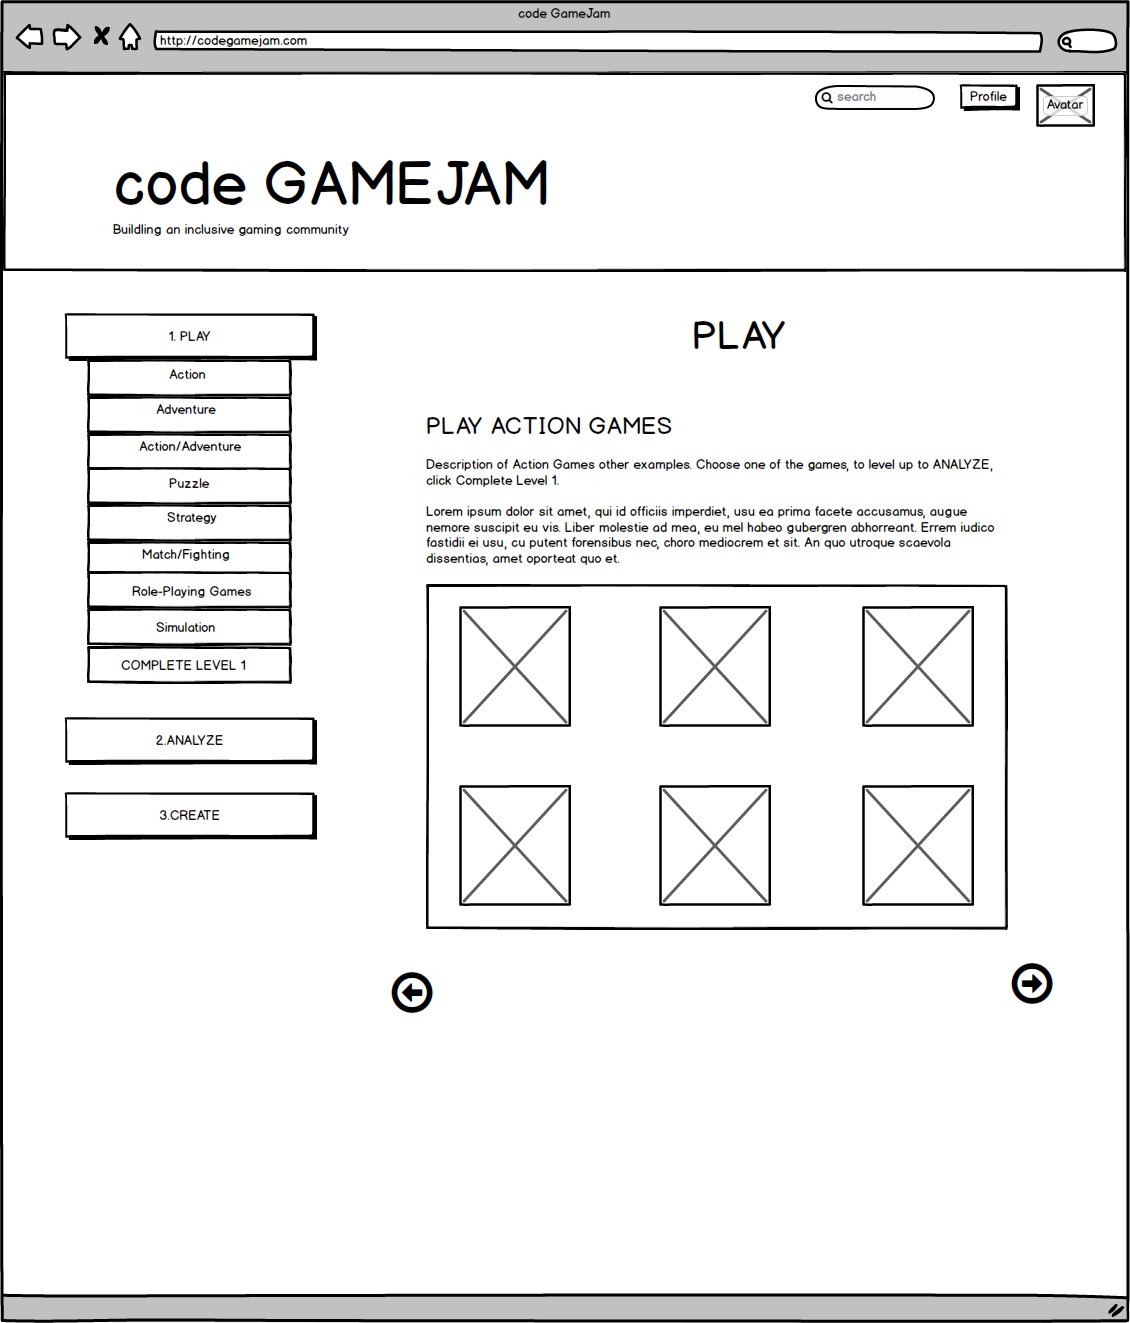 code GameJam
http://codegamejam.com
search
Profile
Avatar
code GAMEJAM
Buildling an inclusive gaming community
1. PLAY
Action
Adventure
Action/Adventure
Puzzle
Strategy
Match/Fighting
Role-Playing Games
Simulation
COMPLETE LEVEL 1
2.ANALYZE
3.CREATE
PLAY
PLAY ACTION GAMES
Description of Action Games other examples. Choose one of the games, to level up to ANALYZE,
click Complete Level 1.
Lorem ipsum dolor sit amet, qui id officiis imperdiet, usu ea prima facete accusamus, augue
nemore suscipit eu vis. Liber molestie ad mea, eu mel habeo gubergren abhorreant. Errem iudico
fastidii ei usu, cu putent forensibus nec, choro mediocrem et sit. An quo utroque scaevola
dissentias, amet oporteat quo et.